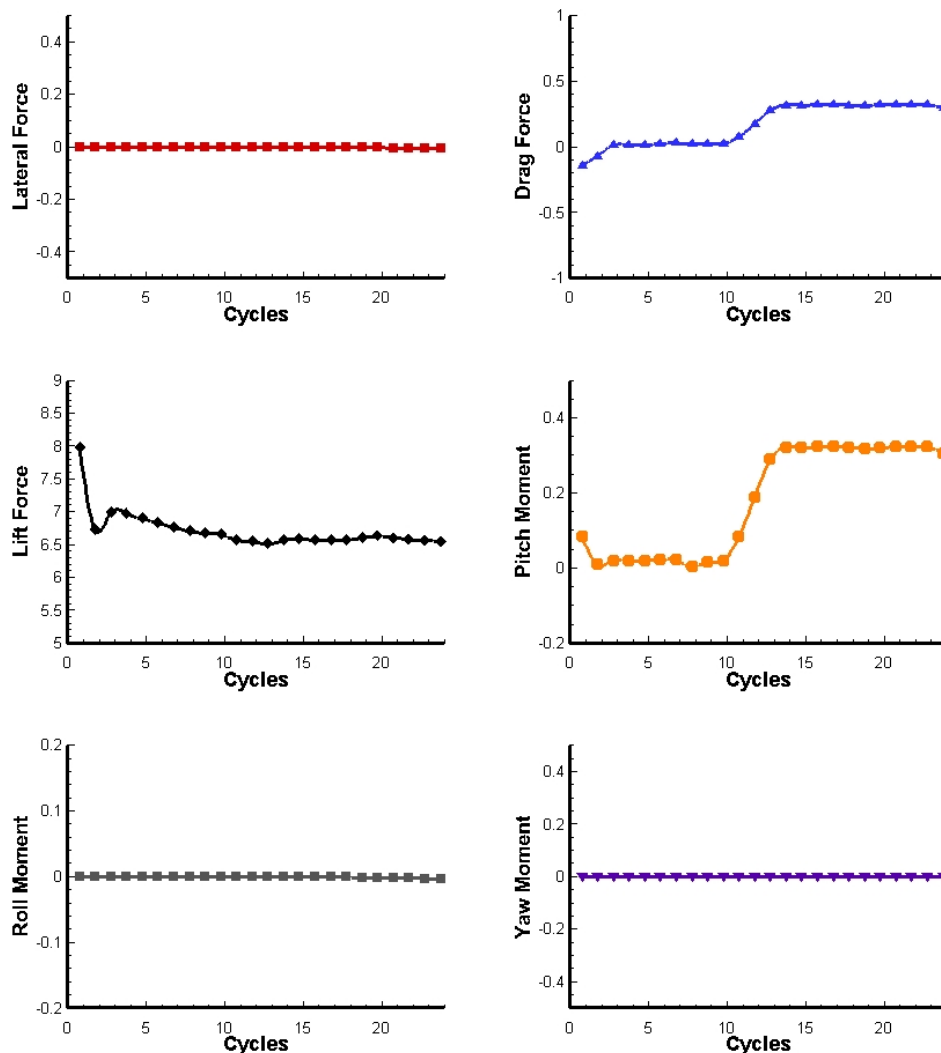 Lateral Force
0.4
0.2
0
-0.2
-0.4
0 5 10 15 20
Cycles
Drag Force
1
0.5
0
-0.5
-1
0 5 10 15 20
Cycles
Lift Force
9
8.5
8
7.5
7
6.5
6
5.5
5
0 5 10 15 20
Cycles
Pitch Moment
0.4
0.2
0
-0.2
0 5 10 15 20
Cycles
Roll Moment
0.2
0.1
0
-0.1
-0.2
0 5 10 15 20
Cycles
Yaw Moment
0.4
0.2
0
-0.2
-0.4
0 5 10 15 20
Cycles